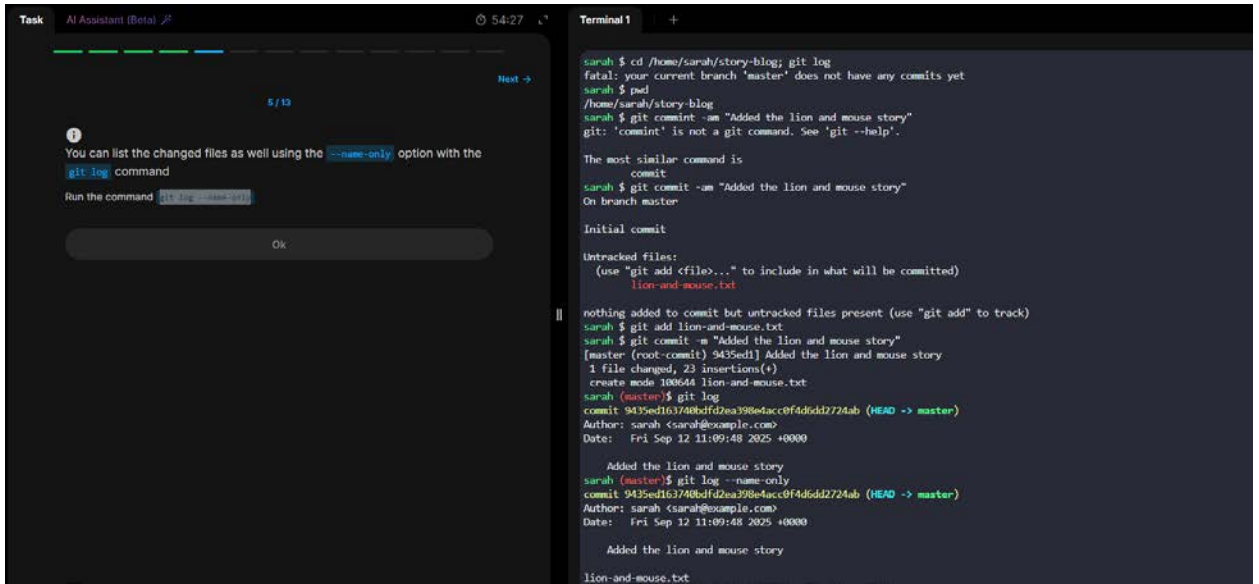 Task
AI Assistant (Beta)
54:27
Next →
5 / 13
You can list the changed files as well using the --name-only option with the
git log command
Run the command git log --name-only
Ok
Terminal 1
+
sarah $ cd /home/sarah/story-blog; git log
fatal: your current branch 'master' does not have any commits yet
sarah $ pwd
/home/sarah/story-blog
sarah $ git commint -am "Added the lion and mouse story"
git: 'commint' is not a git command. See 'git --help'.
The most similar command is
commit
sarah $ git commit -am "Added the lion and mouse story"
On branch master
Initial commit
Untracked files:
(use "git add <file>..." to include in what will be committed)
lion-and-mouse.txt
nothing added to commit but untracked files present (use "git add" to track)
sarah $ git add lion-and-mouse.txt
sarah $ git commit -m "Added the lion and mouse story"
[master (root-commit) 9435ed1] Added the lion and mouse story
1 file changed, 23 insertions(+)
create mode 100644 lion-and-mouse.txt
sarah (master)$ git log
commit 9435ed163740bdfd2ea398e4acc0f4d6dd2724ab (HEAD -> master)
Author: sarah <sarah@example.com>
Date: Fri Sep 12 11:09:48 2025 +0000
Added the lion and mouse story
sarah (master)$ git log --name-only
commit 9435ed163740bdfd2ea398e4acc0f4d6dd2724ab (HEAD -> master)
Author: sarah <sarah@example.com>
Date: Fri Sep 12 11:09:48 2025 +0000
Added the lion and mouse story
lion-and-mouse.txt